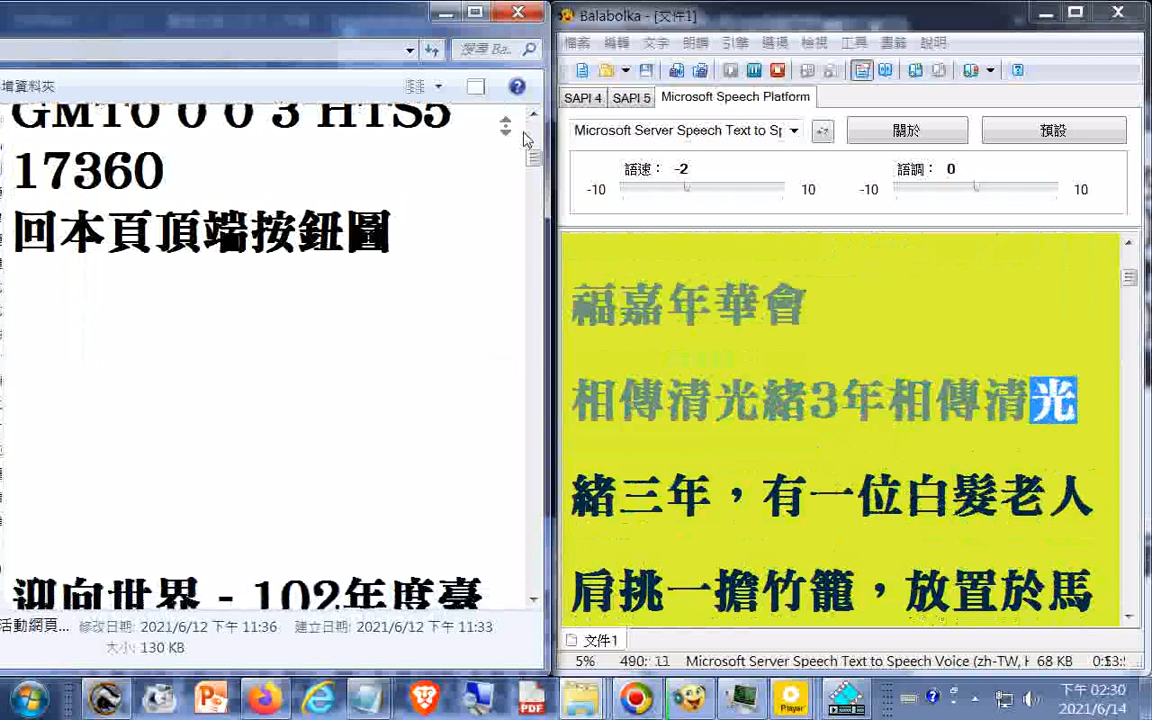 搜尋 Ba...
增資料夾
GMT0 0 0 3 HTS5
17360
回本頁頂端按鈕圖
迎向世界 - 102年度臺
活動網頁... 修改日期: 2021/6/12 下午 11:36 建立日期: 2021/6/12 下午 11:33
大小: 130 KB
Balabolka - [文件1]
檔案 編輯 文字 朗讀 引擎 選項 檢視 工具 書籤 說明
SAPI 4 SAPI 5 Microsoft Speech Platform
Microsoft Server Speech Text to Sp 關於 預設
語速： -2 語調： 0
-10 10 -10 10
福嘉年華會
相傳清光緒3年相傳清光
緒三年，有一位白髮老人
肩挑一擔竹籠，放置於馬
文件1
5% 490: 11 Microsoft Server Speech Text to Speech Voice (zh-TW, 68 KB
PDF
Player
下午 02:30
2021/6/14